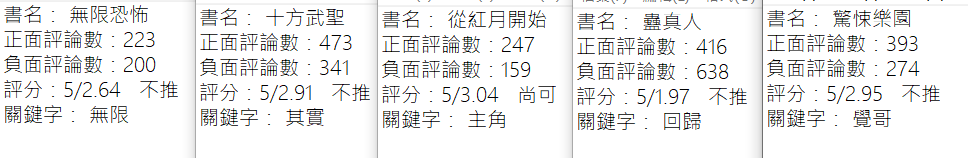 書名： 無限恐怖
正面評論數：223
負面評論數：200
評分：5/2.64 不推
關鍵字： 無限
書名： 十方武聖
正面評論數：473
負面評論數：341
評分：5/2.91 不推
關鍵字： 其實
書名： 從紅月開始
正面評論數：247
負面評論數：159
評分：5/3.04 尚可
關鍵字： 主角
書名： 蠱真人
正面評論數：416
負面評論數：638
評分：5/1.97 不推
關鍵字： 回歸
書名： 驚悚樂園
正面評論數：393
負面評論數：274
評分：5/2.95 不推
關鍵字： 覺哥